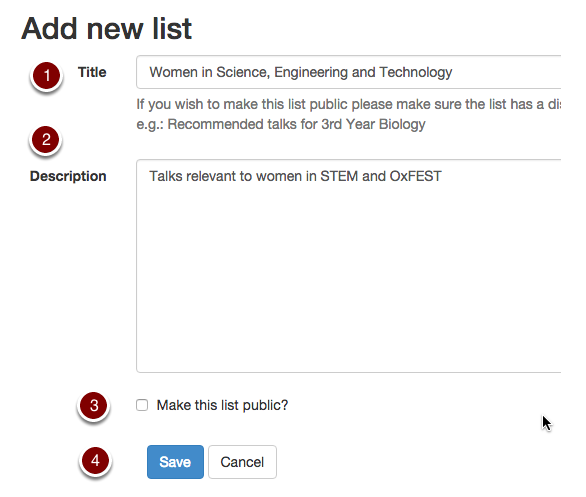 Add new list
1 Title Women in Science, Engineering and Technology
If you wish to make this list public please make sure the list has a
e.g.: Recommended talks for 3rd Year Biology
2
Description Talks relevant to women in STEM and OxFEST
3 Make this list public?
4 Save Cancel